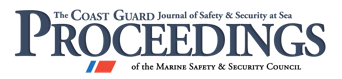 The COAST GUARD Journal of Safety & Security at Sea
PROCEEDINGS
of the MARINE SAFETY & SECURITY COUNCIL